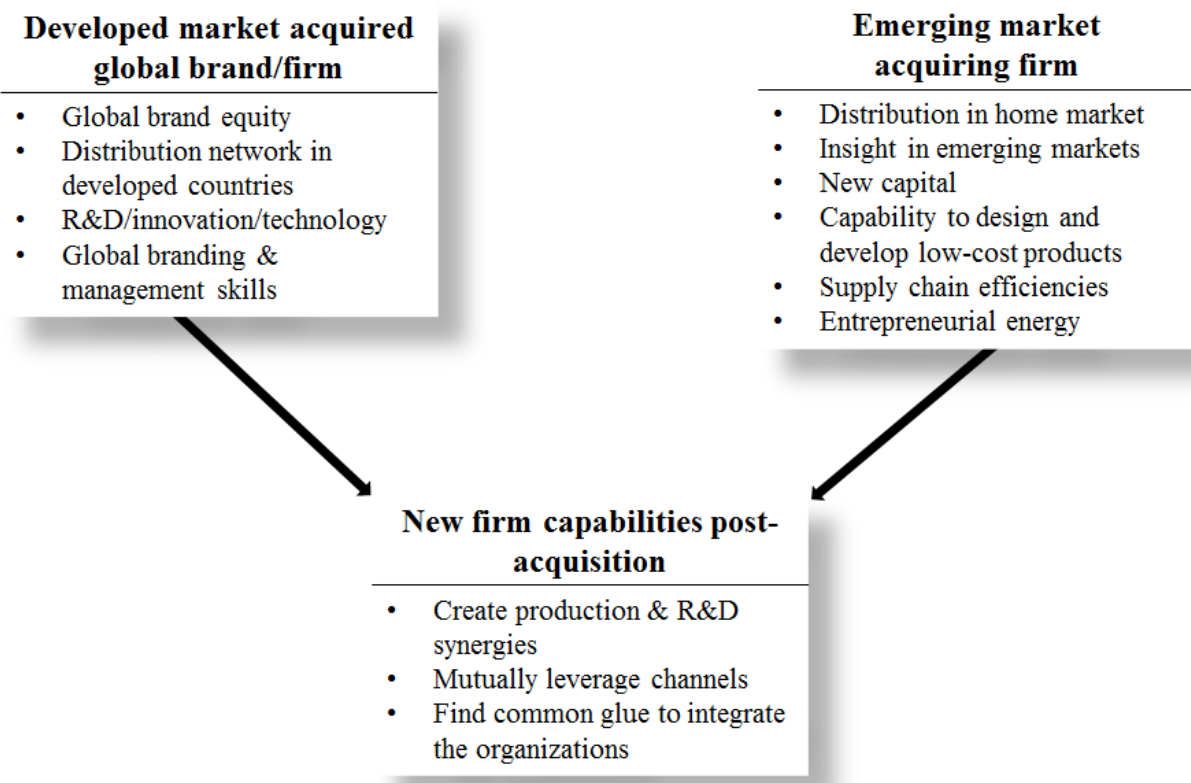 Developed market acquired
global brand/firm
• Global brand equity
• Distribution network in
developed countries
• R&D/innovation/technology
• Global branding &
management skills
Emerging market
acquiring firm
• Distribution in home market
• Insight in emerging markets
• New capital
• Capability to design and
develop low-cost products
• Supply chain efficiencies
• Entrepreneurial energy
New firm capabilities post-
acquisition
• Create production & R&D
synergies
• Mutually leverage channels
• Find common glue to integrate
the organizations